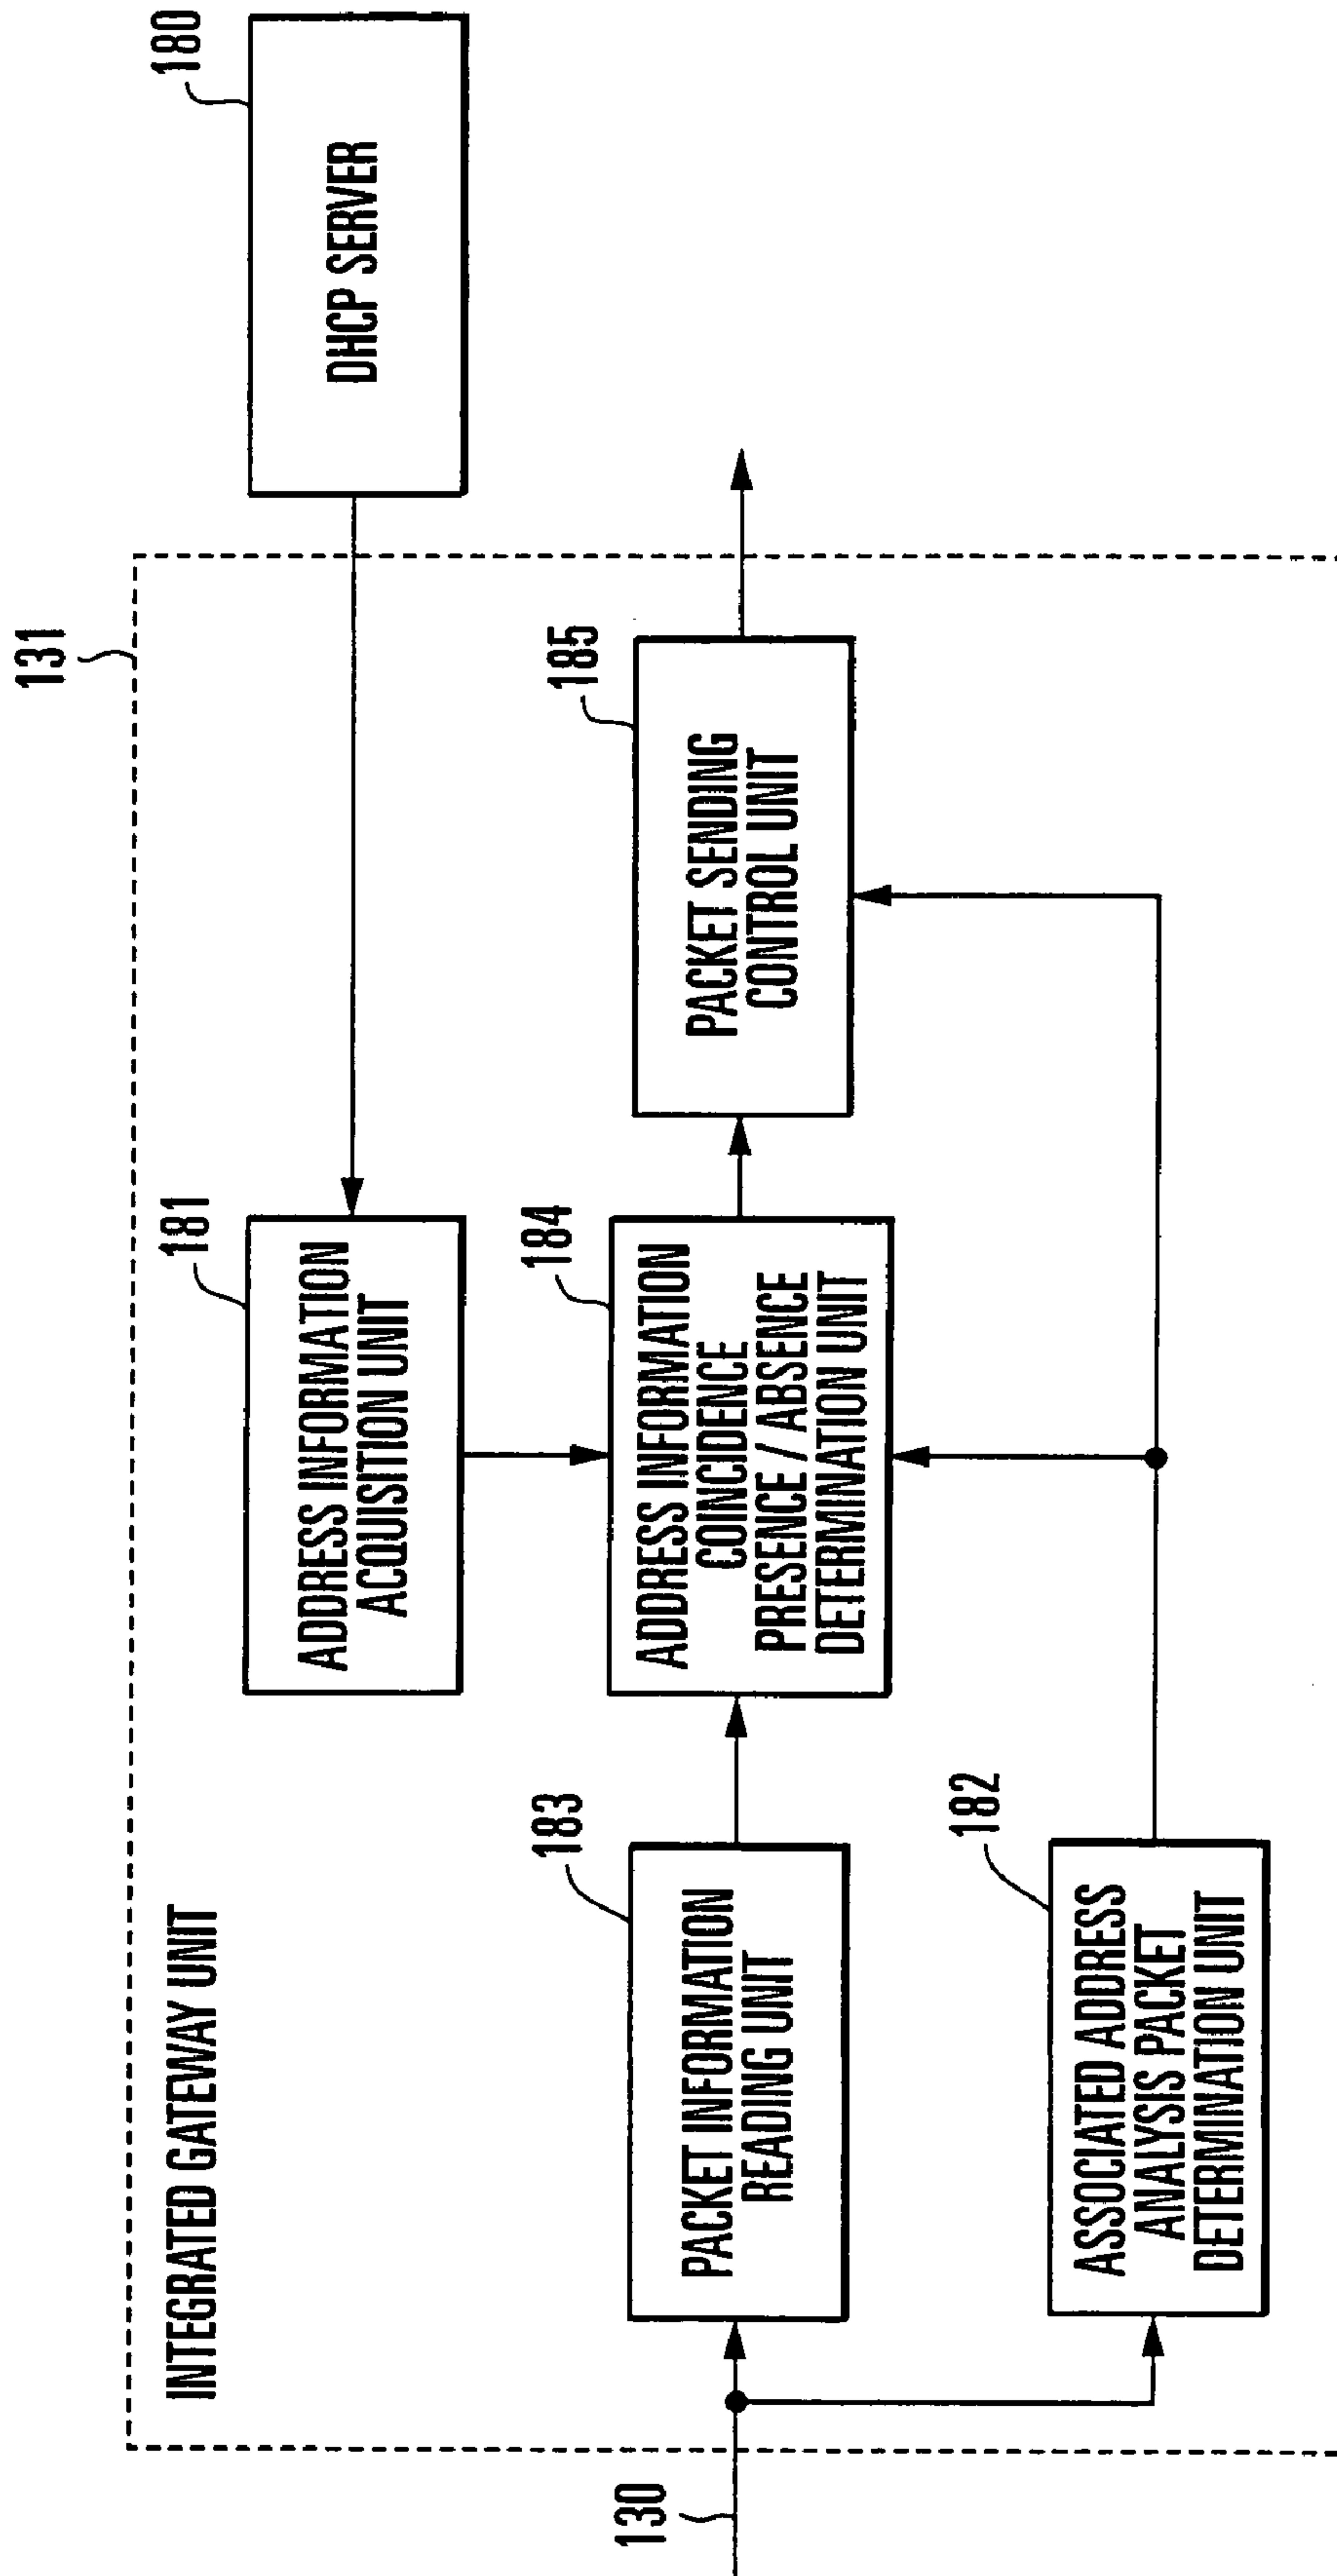 131
180
INTEGRATED GATEWAY UNIT
181
ADDRESS INFORMATION
ACQUISITION UNIT
DHCP SERVER
130
183
PACKET INFORMATION
READING UNIT
184
ADDRESS INFORMATION
COINCIDENCE
PRESENCE / ABSENCE
DETERMINATION UNIT
185
PACKET SENDING
CONTROL UNIT
182
ASSOCIATED ADDRESS
ANALYSIS PACKET
DETERMINATION UNIT